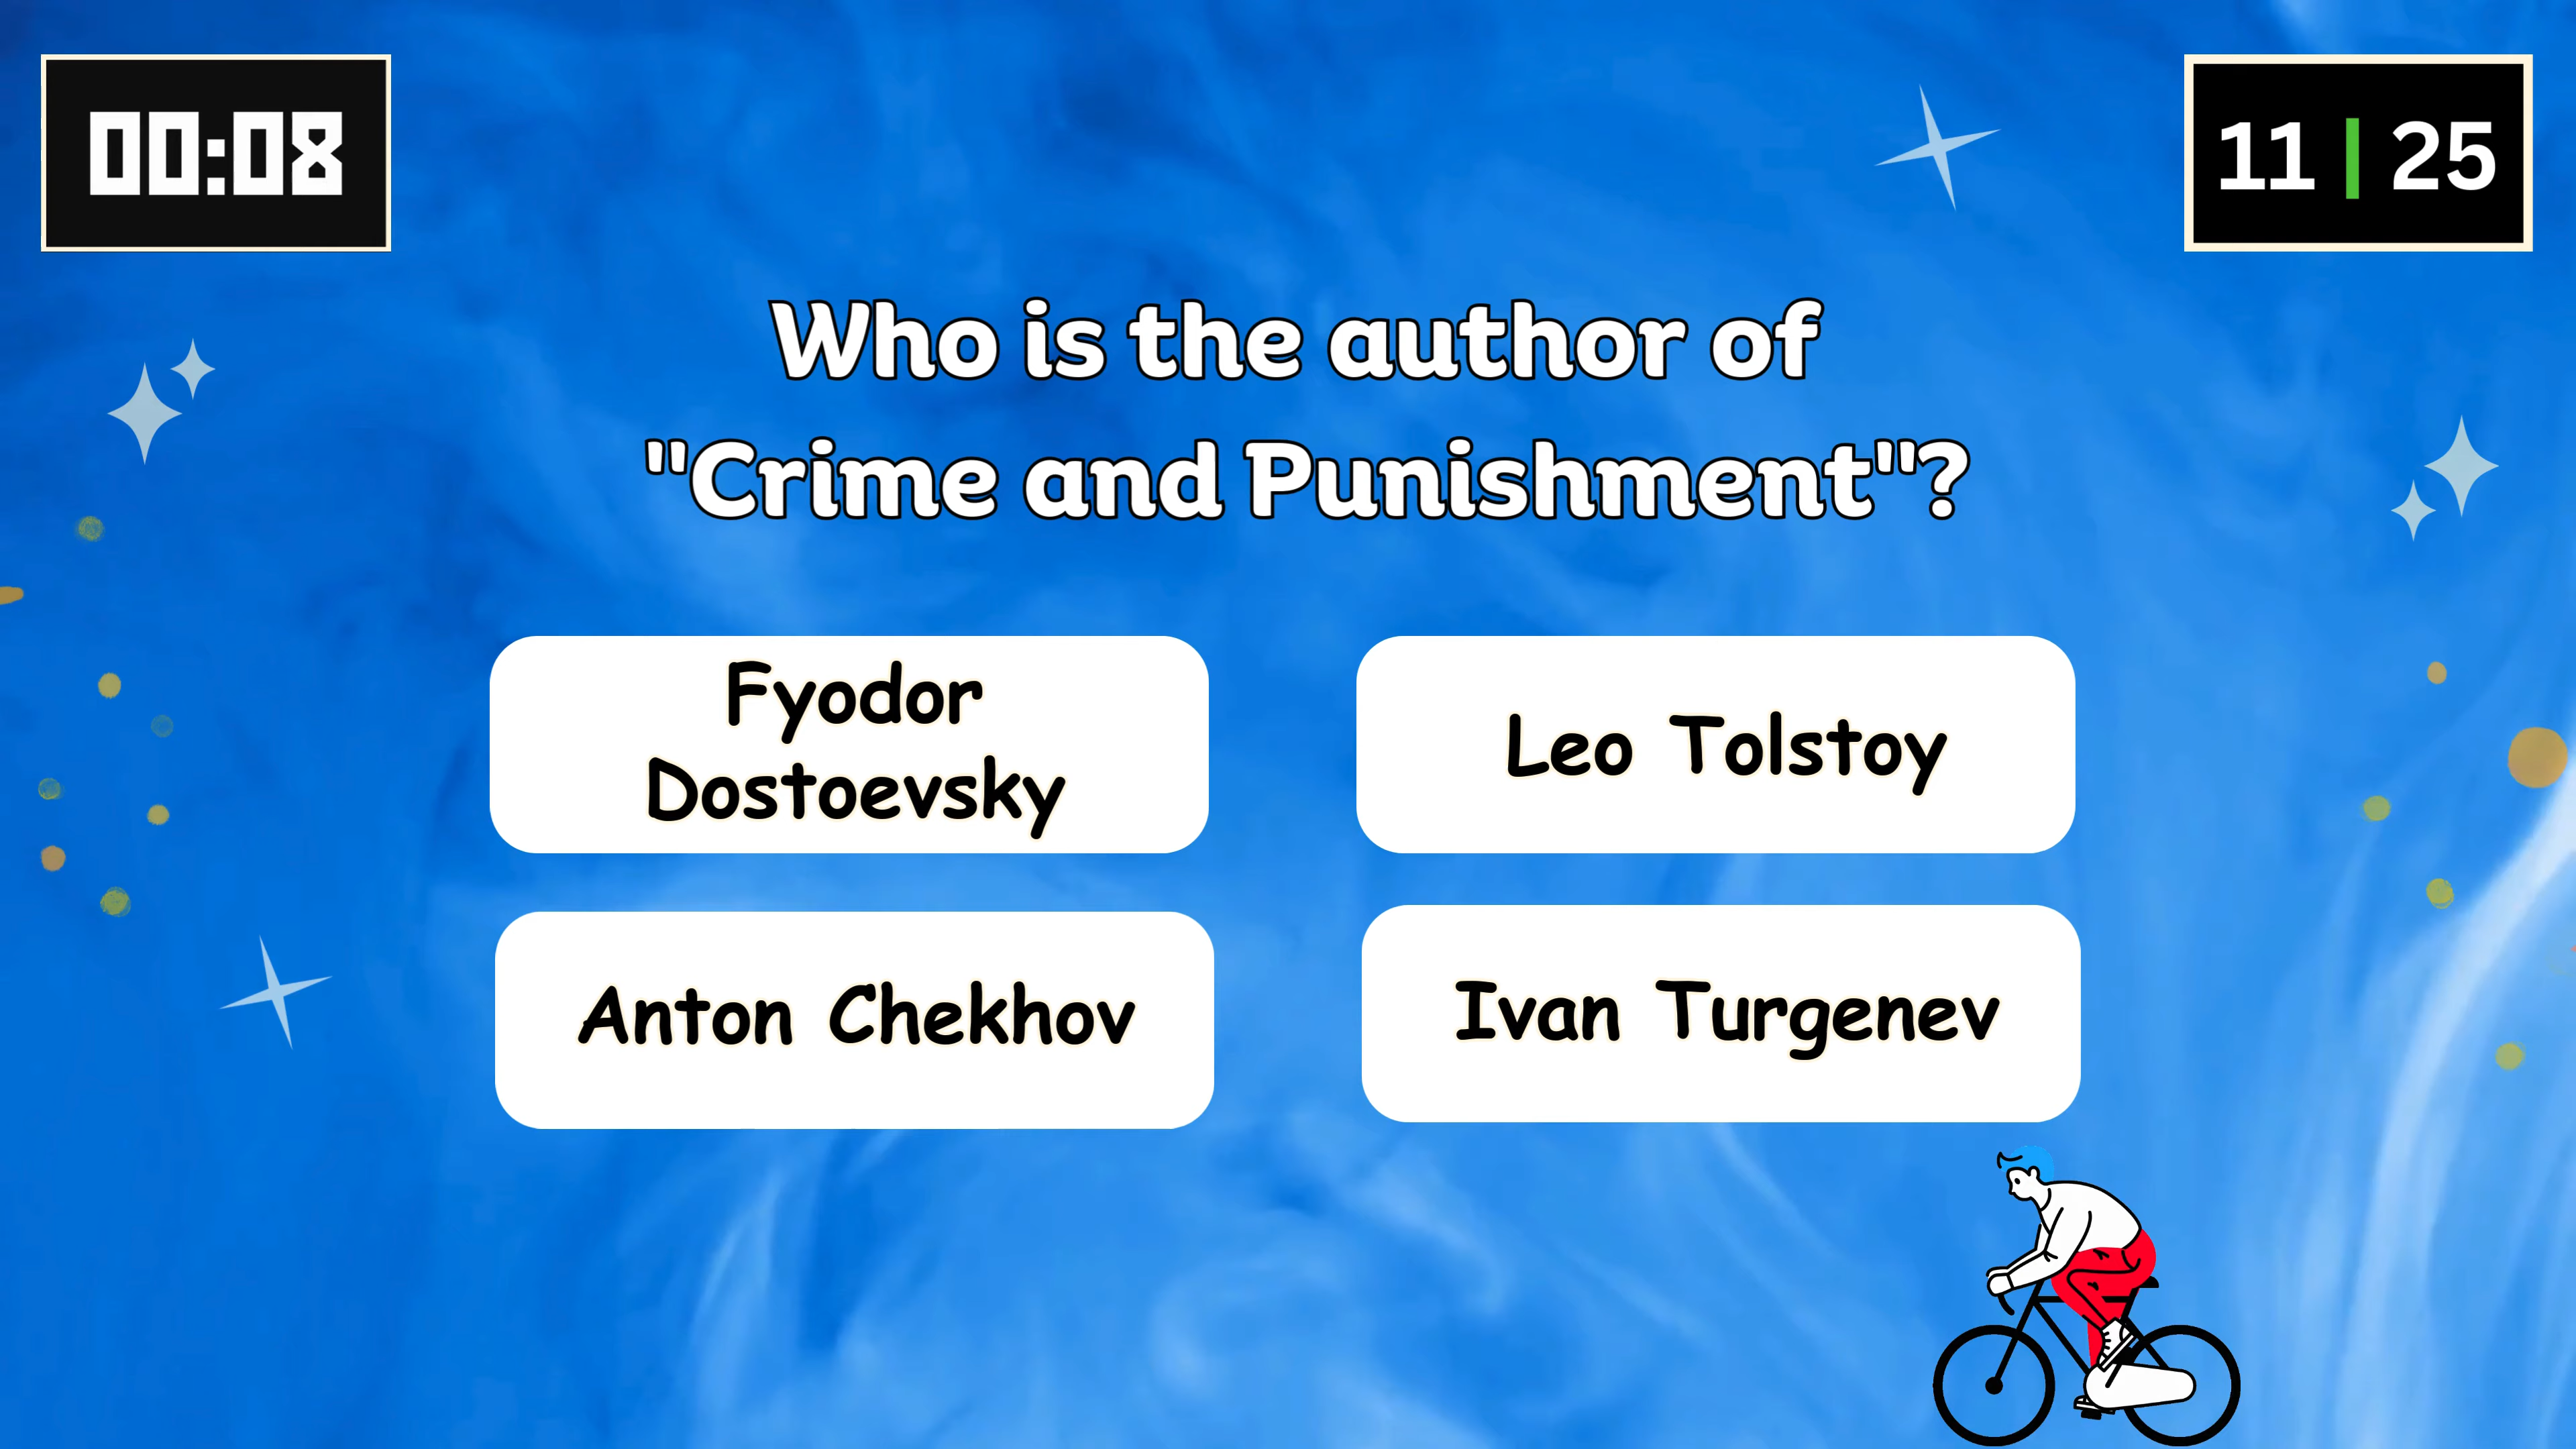 00:08
11 | 25
Who is the author of
"Crime and Punishment"?
Fyodor
Dostoevsky
Leo Tolstoy
Anton Chekhov
Ivan Turgenev